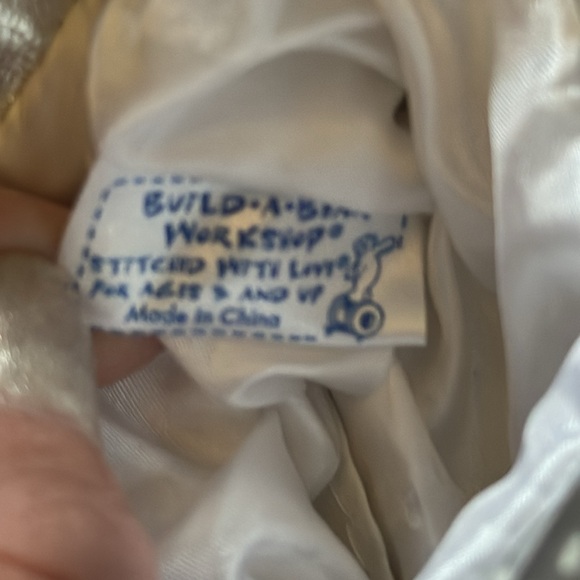 BUILD•A•BEAR
WORKSHOP®
STITCHED WITH LOVE
FOR AGES 3 AND UP
Made in China